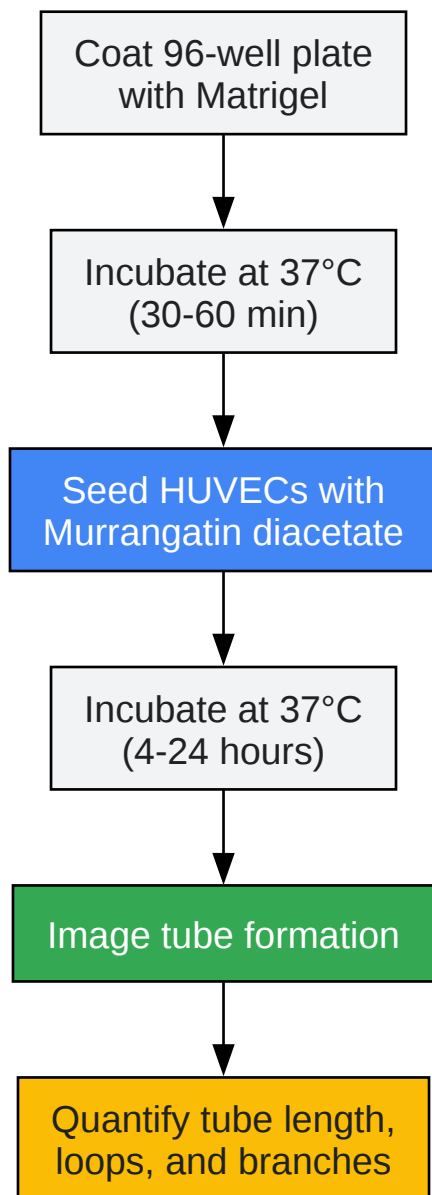 Coat 96-well plate
with Matrigel
Incubate at 37°C
(30-60 min)
Seed HUVECs with
Murrangatin diacetate
Incubate at 37°C
(4-24 hours)
Image tube formation
Quantify tube length,
loops, and branches